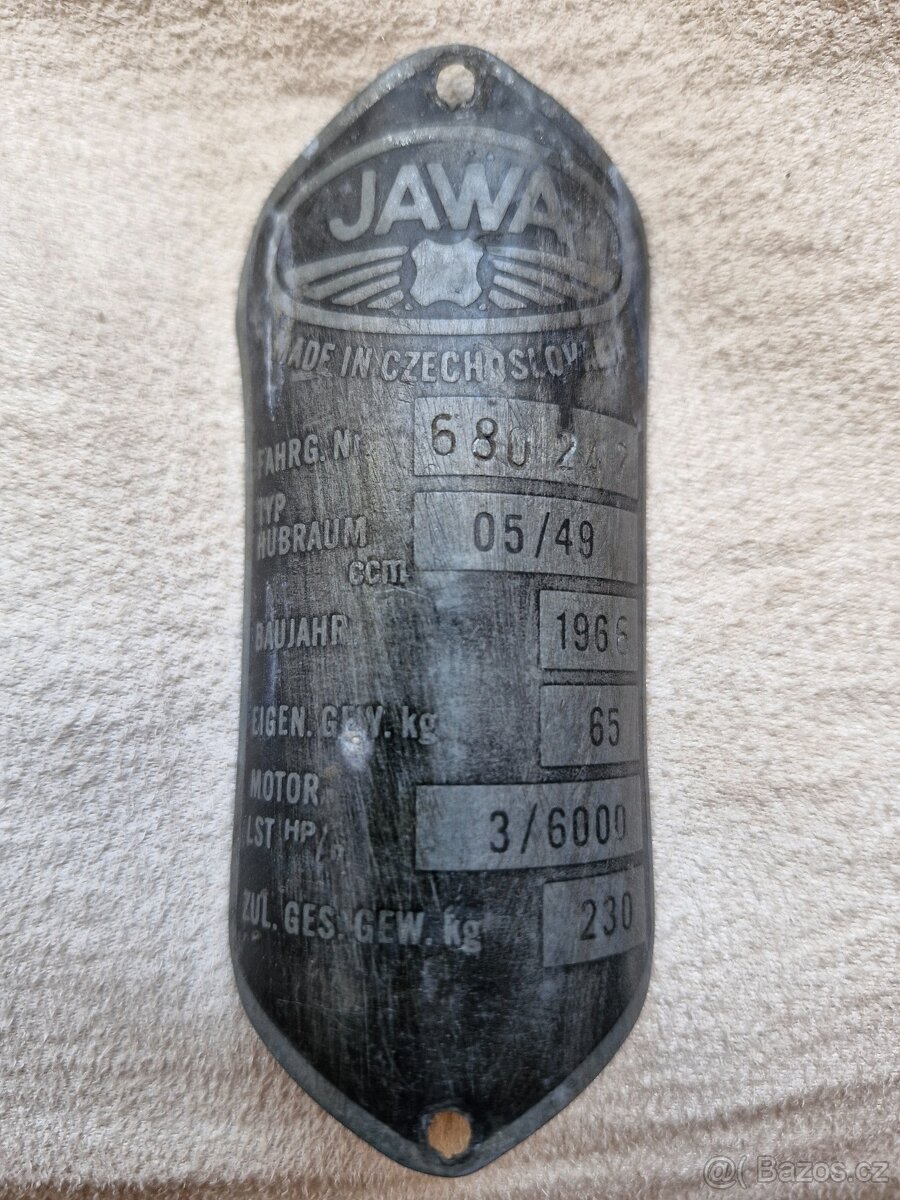 JAWA
MADE IN CZECHOSLOVAKIA
FAHRG. Nr. 680 247
TYP
HUBRAUM 05/49
ccm
BAUJAHR 1966
EIGEN. GEW. kg 65
MOTOR
LST HP/n 3/6000
ZUL. GES. GEW. kg 230
@( Bazos.cz